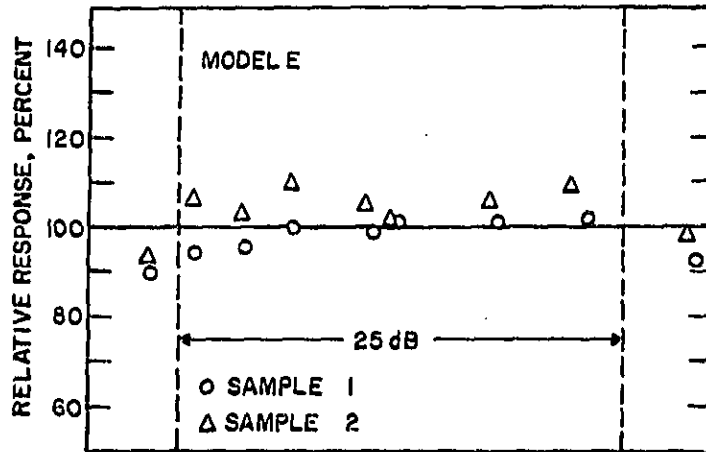 RELATIVE RESPONSE, PERCENT
140
120
100
80
60
MODEL E
25 dB
O SAMPLE 1
Δ SAMPLE 2